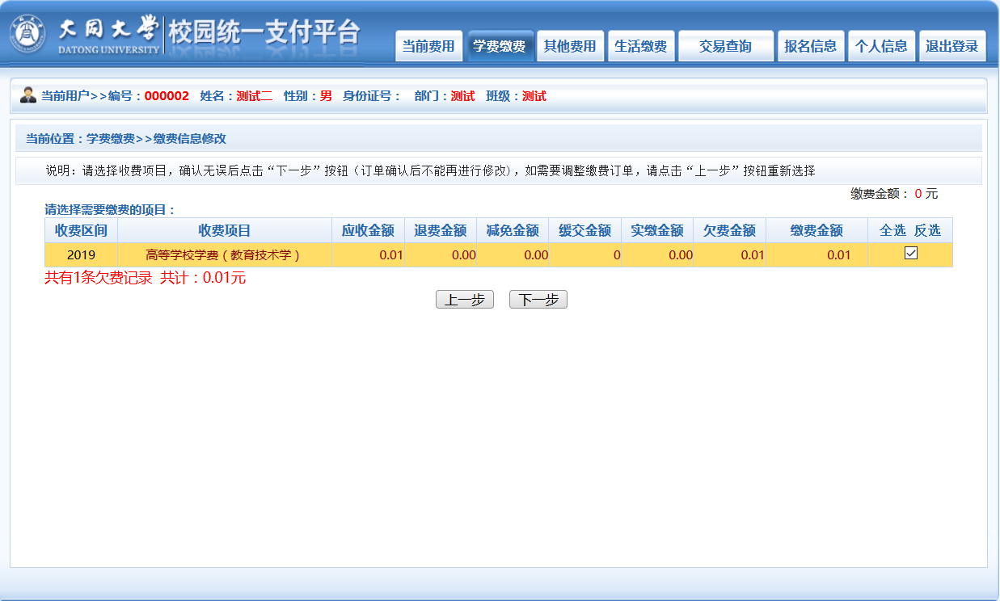 大同大学 校园统一支付平台
DATONG UNIVERSITY
当前费用 学费缴费 其他费用 生活缴费 交易查询 报名信息 个人信息 退出登录
当前用户>>编号：000002 姓名：测试二 性别：男 身份证号： 部门：测试 班级：测试
当前位置：学费缴费>>缴费信息修改
说明：请选择收费项目，确认无误后点击“下一步”按钮（订单确认后不能再进行修改），如需要调整缴费订单，请点击“上一步”按钮重新选择
缴费金额： 0 元
请选择需要缴费的项目：
收费区间 收费项目 应收金额 退费金额 减免金额 缓交金额 实缴金额 欠费金额 缴费金额 全选 反选
2019 高等学校学费（教育技术学） 0.01 0.00 0.00 0 0.00 0.01 0.01
共有1条欠费记录 共计：0.01元
上一步 下一步